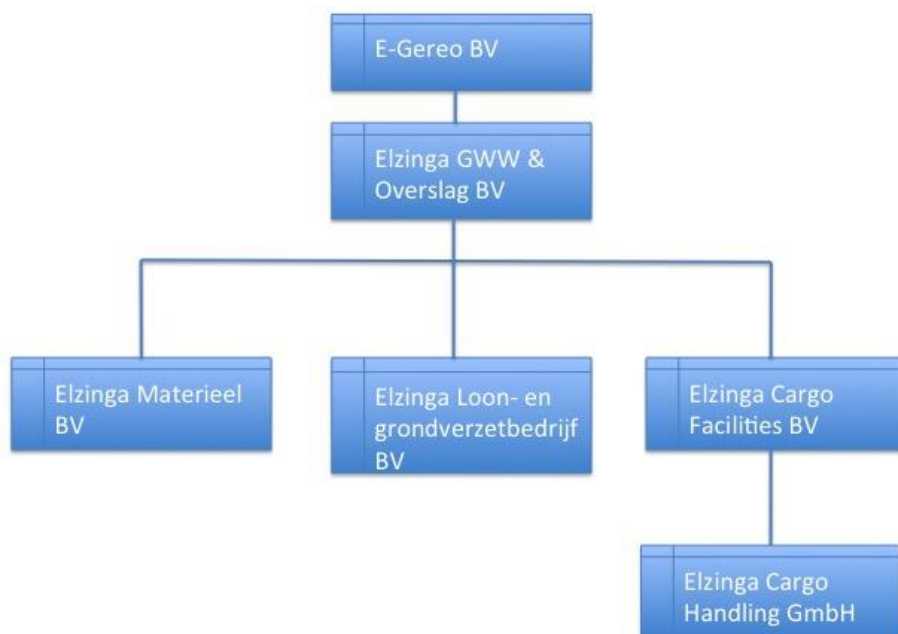 E-Gereo BV
Elzinga GWW &
Overslag BV
Elzinga Materieel
BV
Elzinga Loon- en
grondverzetbedrijf
BV
Elzinga Cargo
Facilities BV
Elzinga Cargo
Handling GmbH